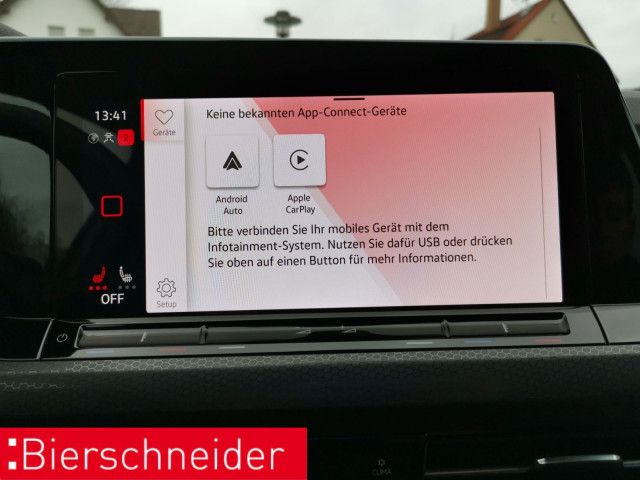 13:41
Geräte
Keine bekannten App-Connect-Geräte
Android
Auto
Apple
CarPlay
Bitte verbinden Sie Ihr mobiles Gerät mit dem
Infotainment-System. Nutzen Sie dafür USB oder drücken
Sie oben auf einen Button für mehr Informationen.
Setup
OFF
CLIMA
Bierschneider